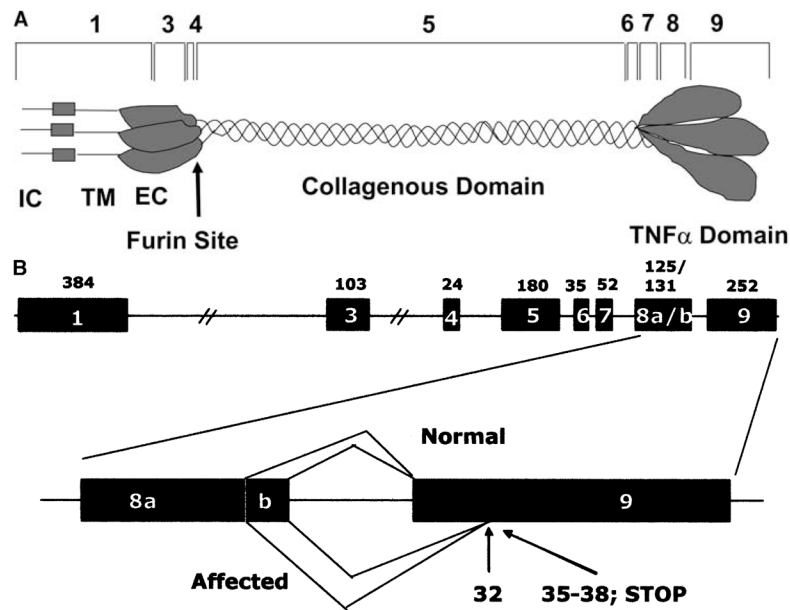 A
1 3 4 5 6 7 8 9
IC TM EC
Collagenous Domain
Furin Site
TNFα Domain
B
125/
384 103 24 180 35 52 131 252
1 // 3 // 4 5 6 7 8a/b 9
Normal
8a b 9
Affected
32 35-38; STOP